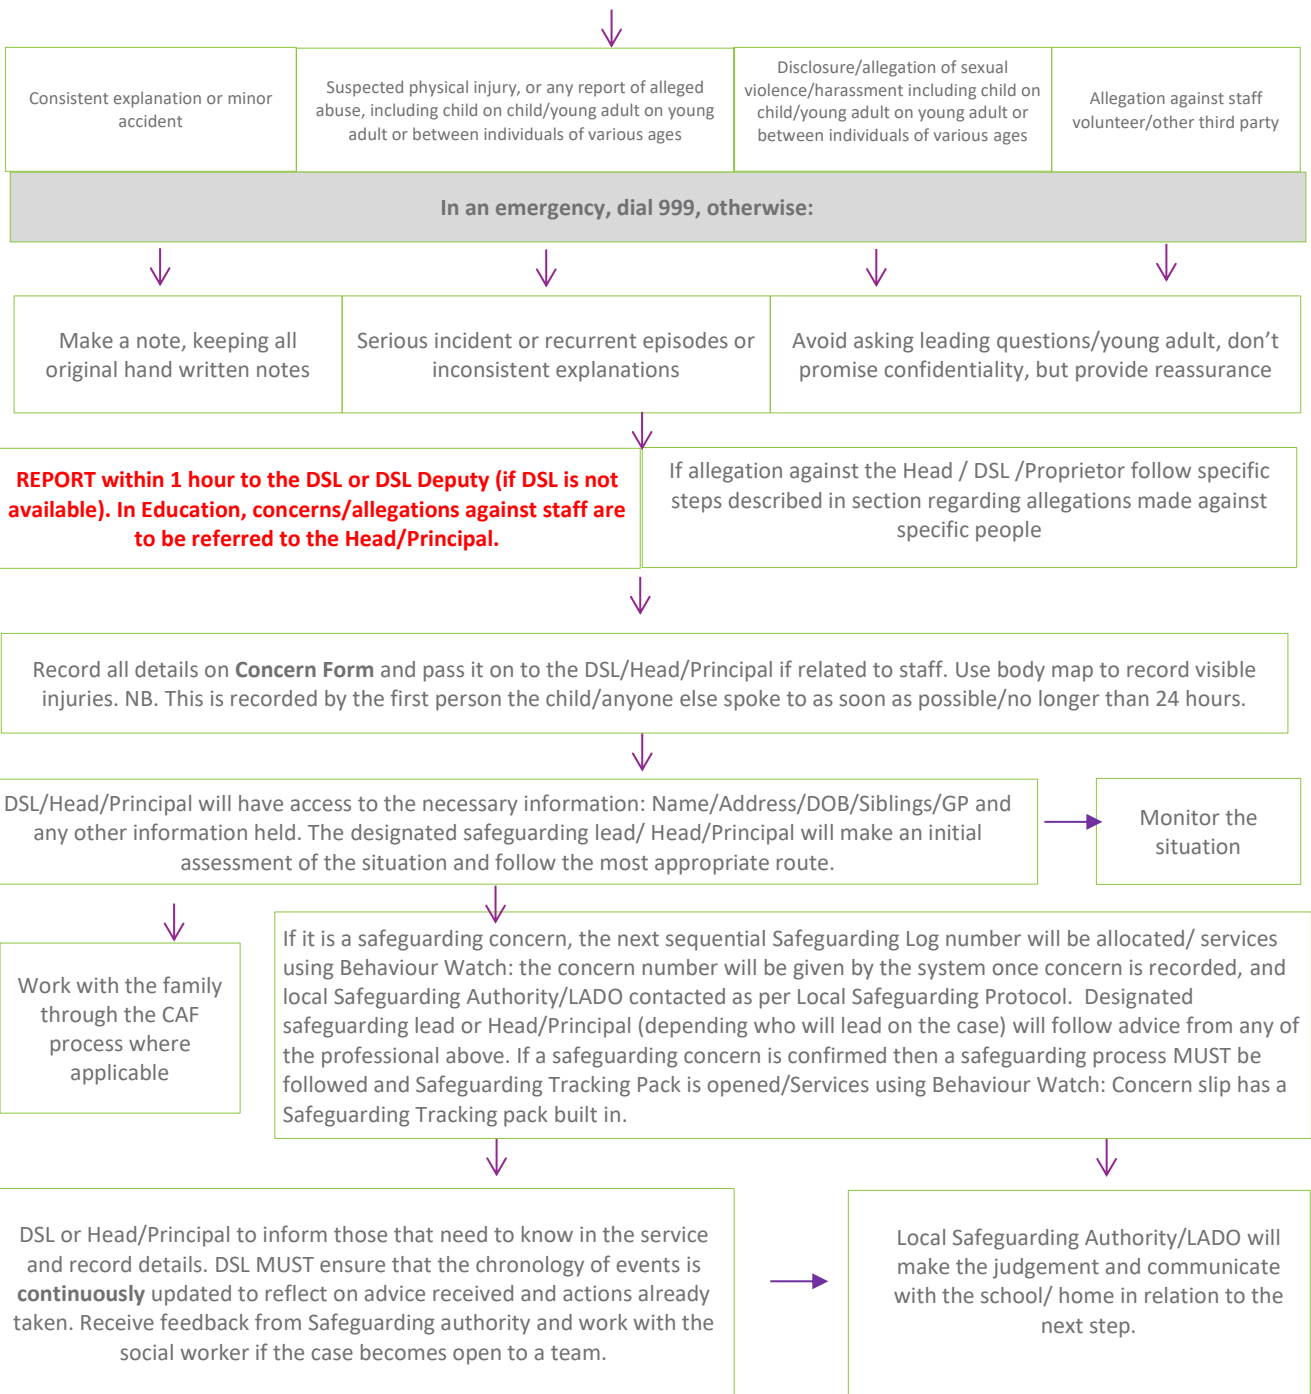 Consistent explanation or minor
accident
Suspected physical injury, or any report of alleged
abuse, including child on child/young adult on young
adult or between individuals of various ages
Disclosure/allegation of sexual
violence/harassment including child on
child/young adult on young adult or
between individuals of various ages
Allegation against staff
volunteer/other third party
In an emergency, dial 999, otherwise:
Make a note, keeping all
original hand written notes
Serious incident or recurrent episodes or
inconsistent explanations
Avoid asking leading questions/young adult, don’t
promise confidentiality, but provide reassurance
REPORT within 1 hour to the DSL or DSL Deputy (if DSL is not
available). In Education, concerns/allegations against staff are
to be referred to the Head/Principal.
If allegation against the Head / DSL /Proprietor follow specific
steps described in section regarding allegations made against
specific people
Record all details on Concern Form and pass it on to the DSL/Head/Principal if related to staff. Use body map to record visible
injuries. NB. This is recorded by the first person the child/anyone else spoke to as soon as possible/no longer than 24 hours.
DSL/Head/Principal will have access to the necessary information: Name/Address/DOB/Siblings/GP and
any other information held. The designated safeguarding lead/ Head/Principal will make an initial
assessment of the situation and follow the most appropriate route.
Monitor the
situation
Work with the family
through the CAF
process where
applicable
If it is a safeguarding concern, the next sequential Safeguarding Log number will be allocated/ services
using Behaviour Watch: the concern number will be given by the system once concern is recorded, and
local Safeguarding Authority/LADO contacted as per Local Safeguarding Protocol.  Designated
safeguarding lead or Head/Principal (depending who will lead on the case) will follow advice from any of
the professional above. If a safeguarding concern is confirmed then a safeguarding process MUST be
followed and Safeguarding Tracking Pack is opened/Services using Behaviour Watch: Concern slip has a
Safeguarding Tracking pack built in.
DSL or Head/Principal to inform those that need to know in the service
and record details. DSL MUST ensure that the chronology of events is
continuously updated to reflect on advice received and actions already
taken. Receive feedback from Safeguarding authority and work with the
social worker if the case becomes open to a team.
Local Safeguarding Authority/LADO will
make the judgement and communicate
with the school/ home in relation to the
next step.